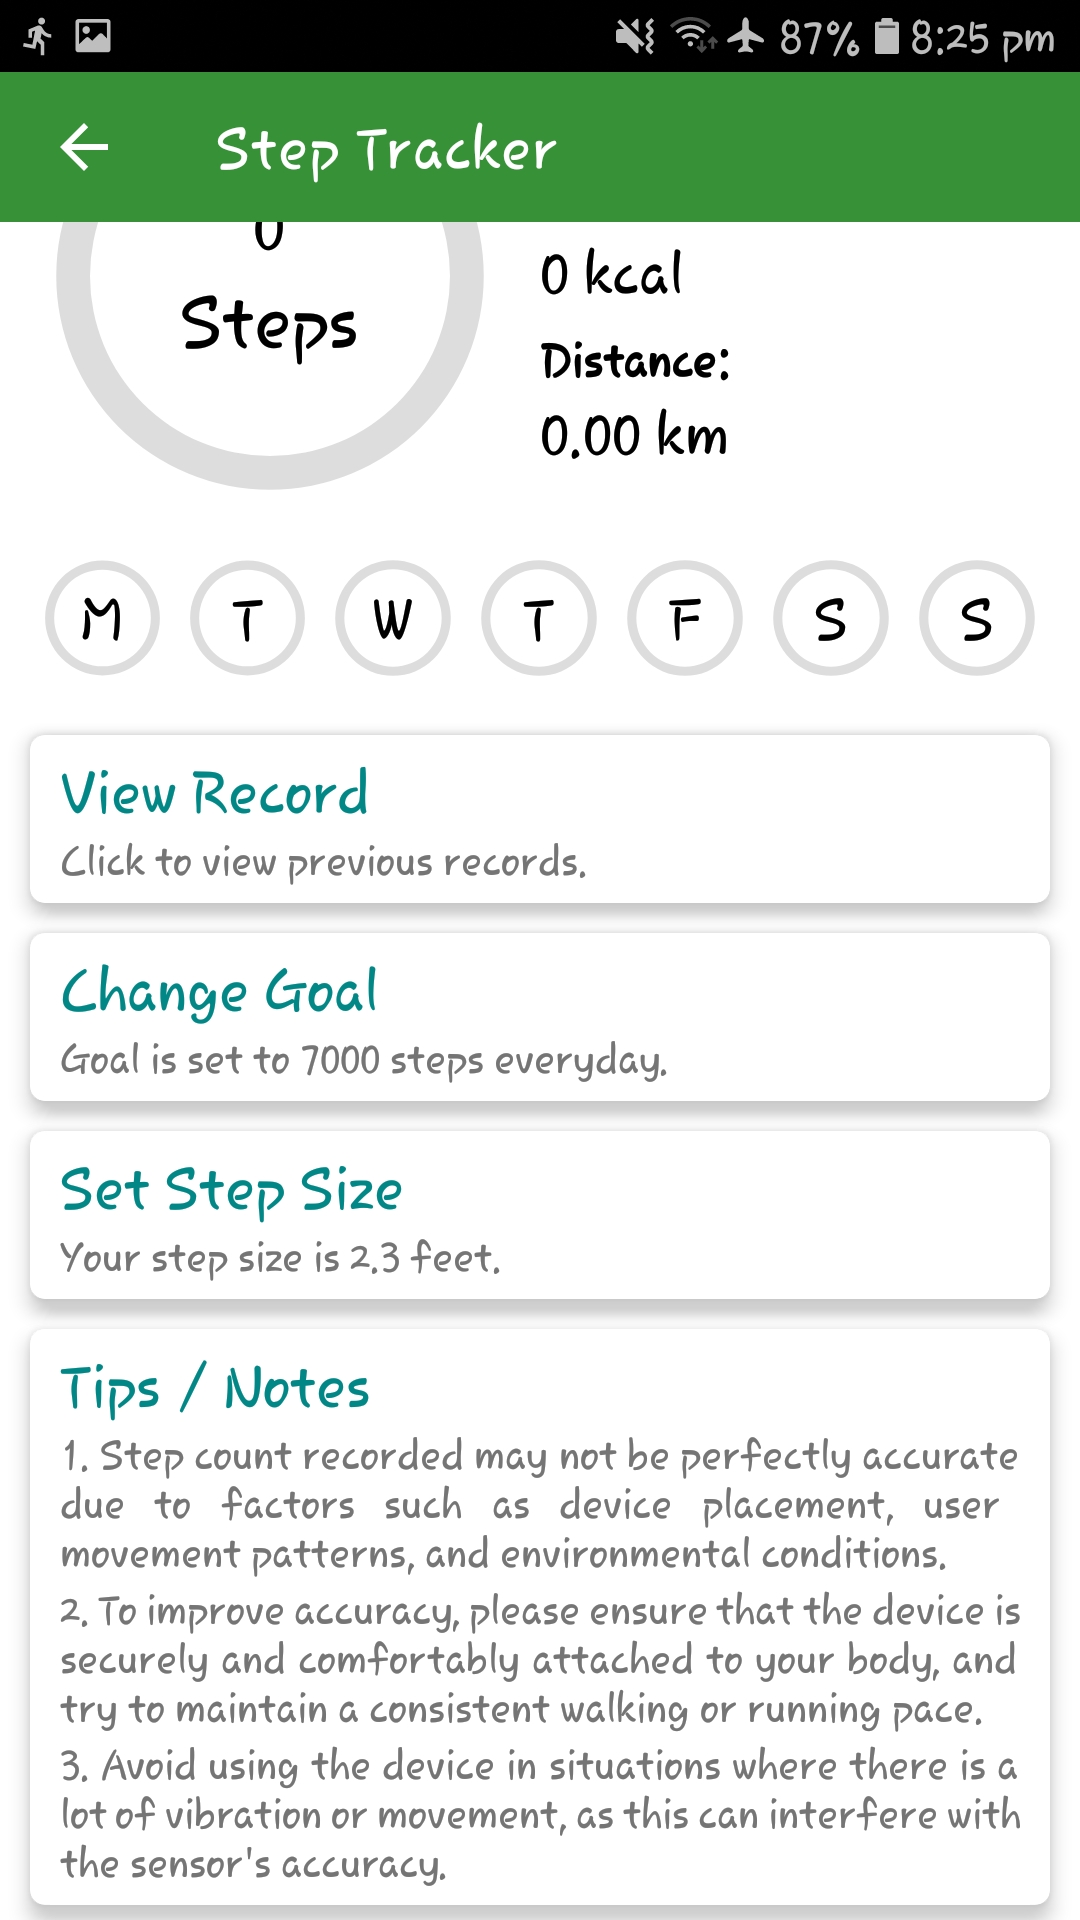 87% 8:25 pm
Step Tracker
0
Steps
0 kcal
Distance:
0.00 km
M T W T F S S
View Record
Click to view previous records.
Change Goal
Goal is set to 7000 steps everyday.
Set Step Size
Your step size is 2.3 feet.
Tips / Notes
1. Step count recorded may not be perfectly accurate
due to factors such as device placement, user
movement patterns, and environmental conditions.
2. To improve accuracy, please ensure that the device is
securely and comfortably attached to your body, and
try to maintain a consistent walking or running pace.
3. Avoid using the device in situations where there is a
lot of vibration or movement, as this can interfere with
the sensor's accuracy.